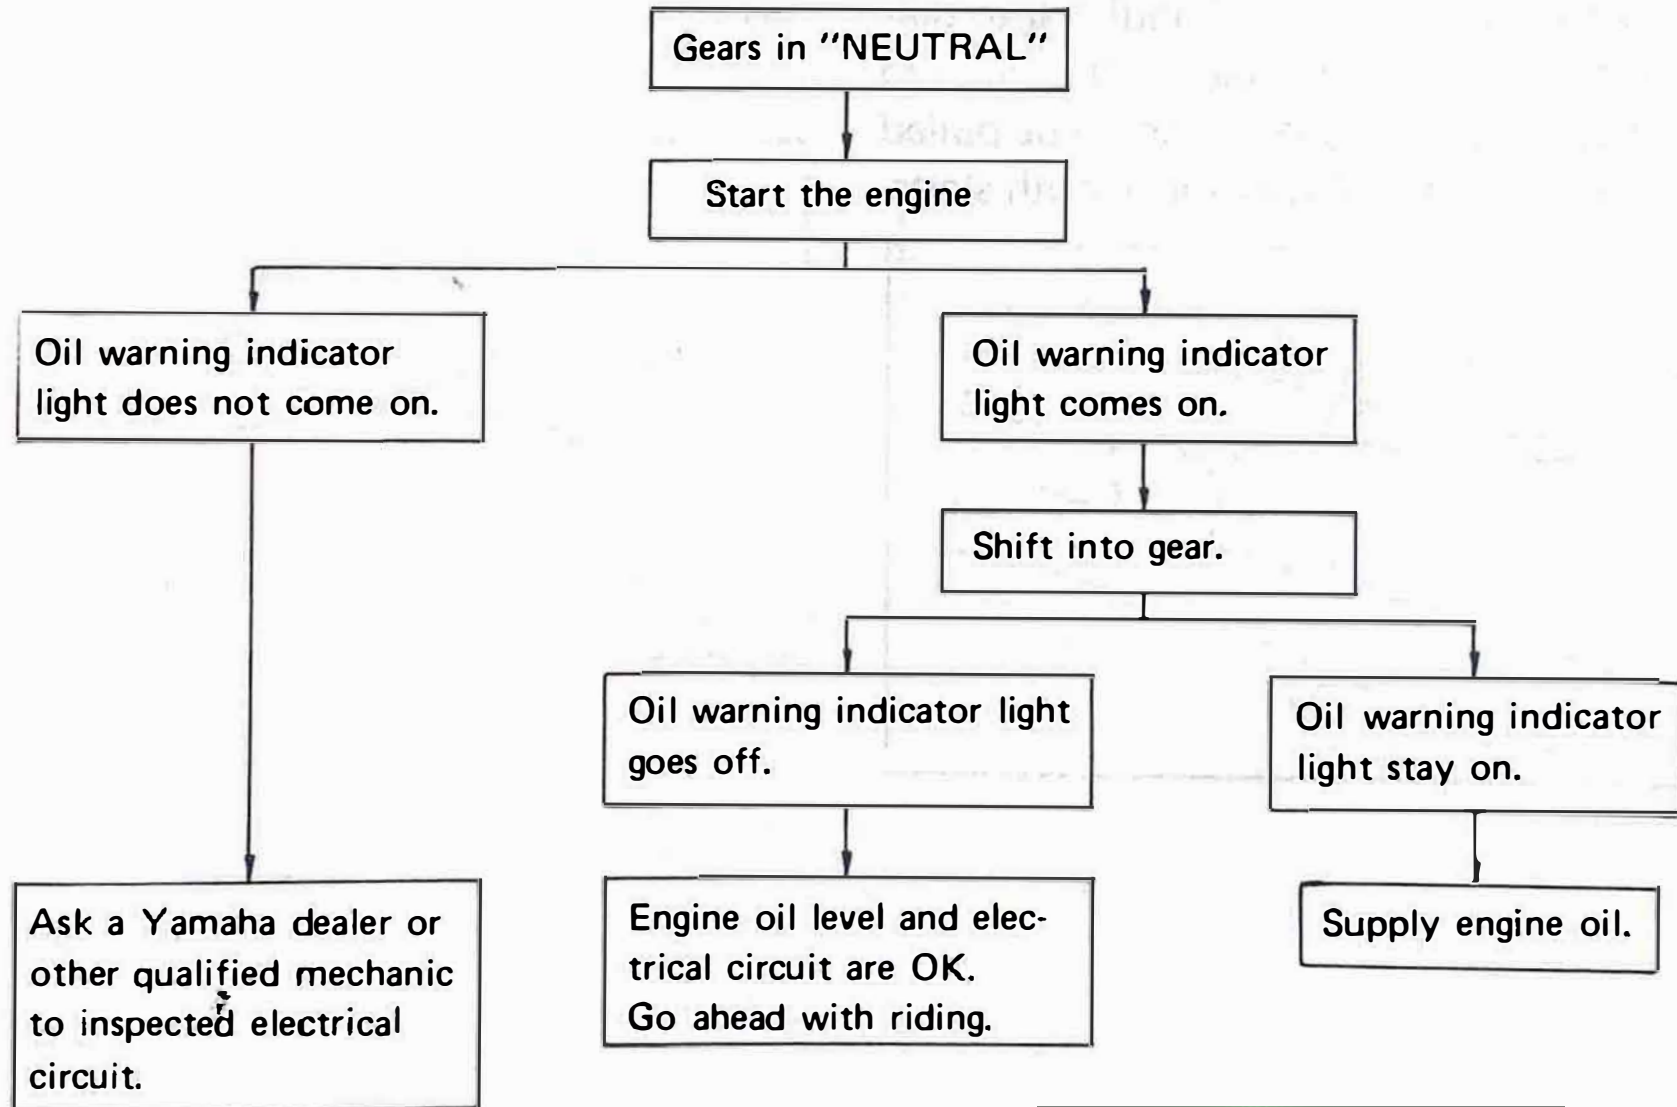 Gears in "NEUTRAL"
Start the engine
Oil warning indicator
light does not come on.
Oil warning indicator
light comes on.
Shift into gear.
Oil warning indicator light
goes off.
Oil warning indicator
light stay on.
Ask a Yamaha dealer or
other qualified mechanic
to inspected electrical
circuit.
Engine oil level and elec-
trical circuit are OK.
Go ahead with riding.
Supply engine oil.